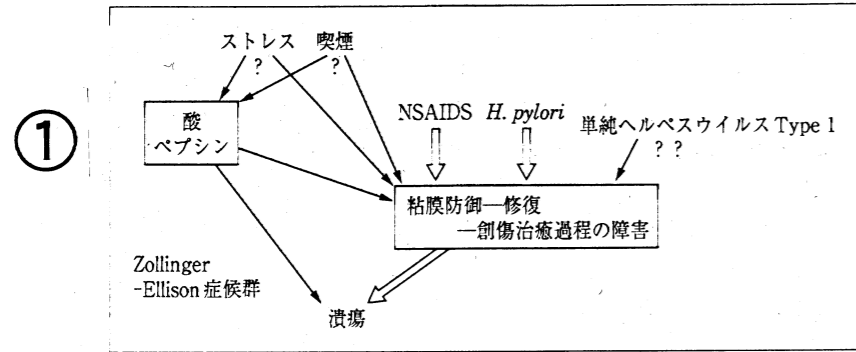 ①
ストレス 喫煙
? ?
酸
ペプシン
NSAIDS H. pylori 単純ヘルペスウイルス Type 1
? ?
粘膜防御—修復
—創傷治癒過程の障害
Zollinger
-Ellison 症候群
潰瘍